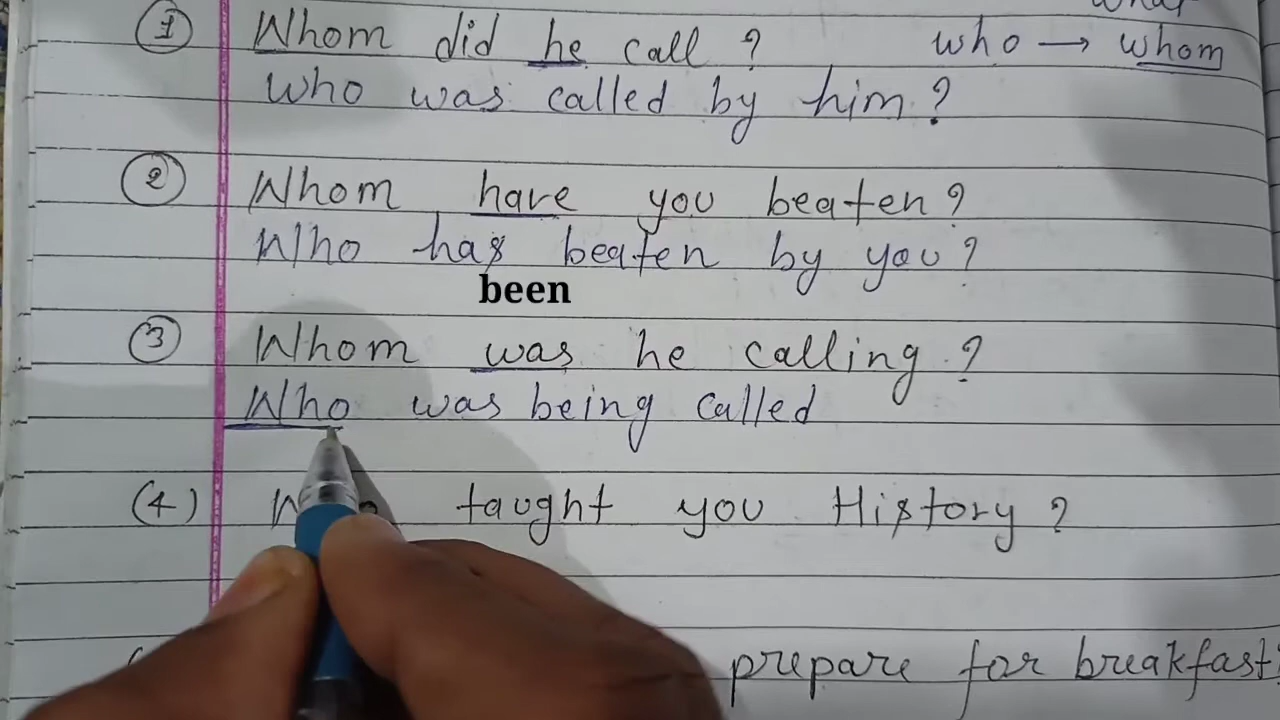 ① Whom did he call ?
who → whom
Who was called by him ?
② Whom have you beaten ?
Who has beaten by you ?
been
③ Whom was he calling ?
Who was being called
(4) taught you History ?
prepare for breakfast